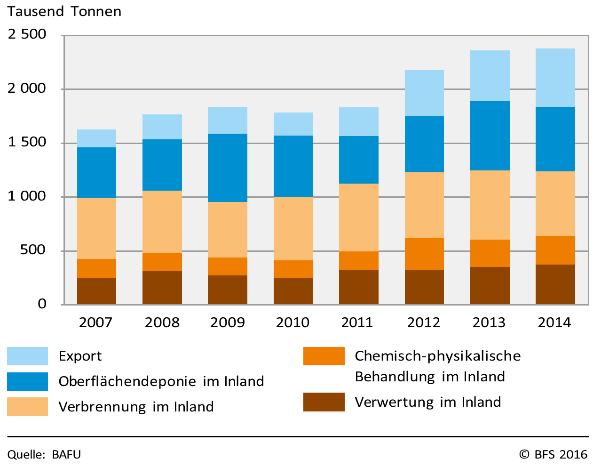 Tausend Tonnen
2 500
2 000
1 500
1 000
500
0
2007 2008 2009 2010 2011 2012 2013 2014
Export
Oberflächendeponie im Inland
Verbrennung im Inland
Chemisch-physikalische
Behandlung im Inland
Verwertung im Inland
Quelle: BAFU
© BFS 2016